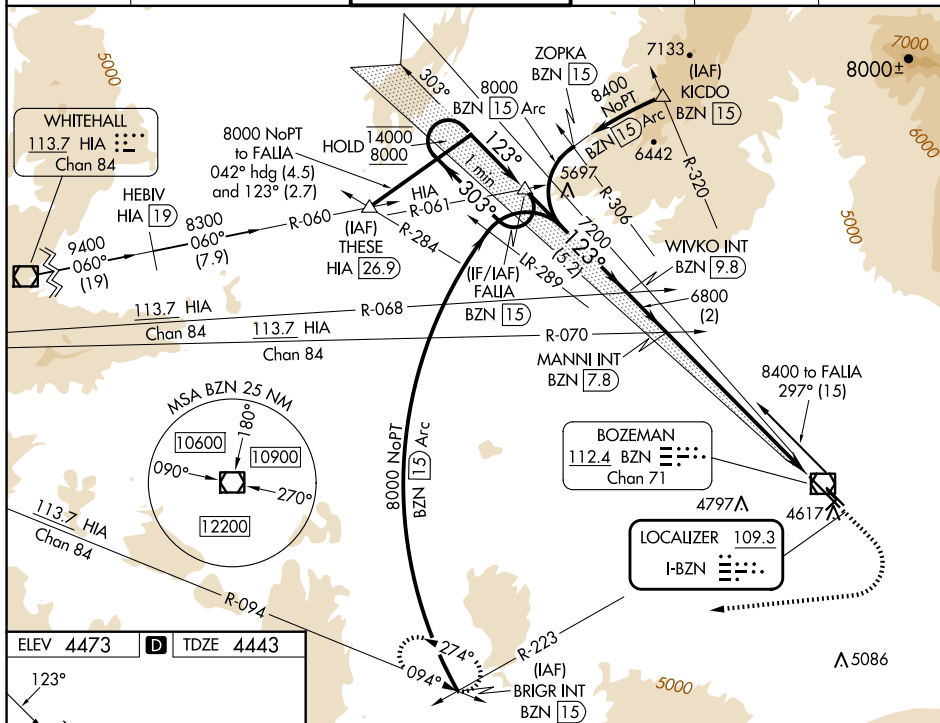 5000
WHITEHALL
113.7 HIA
Chan 84
HEBIV
HIA 19
9400
060°
(19)
8300
060°
(7.9)
R-060
8000 NoPT
to FALIA
042° hdg (4.5)
and 123° (2.7)
HOLD 14000
8000
303°
8000
BZN 15 Arc
ZOPKA
BZN 15
7133
(IAF)
KICDO
BZN 15
8400
NoPT
BZN 15 Arc
6442
R-320
7000
8000±
6000
5000
123°
1 min
303°
5697
HIA
R-061
R-306
(IAF)
THESE
HIA 26.9
R-284
LR-289
(IF/IAF)
FALIA
BZN 15
7200
123°
(5.2)
WIVKO INT
BZN 9.8
6800
(2)
113.7 HIA
Chan 84
R-068
113.7 HIA
Chan 84
R-070
MANNI INT
BZN 7.8
8400 to FALIA
297° (15)
MSA BZN 25 NM
180°
10600
10900
090°
270°
12200
8000 NoPT
BZN 15 Arc
BOZEMAN
112.4 BZN
Chan 71
4797
4617
LOCALIZER 109.3
I-BZN
113.7 HIA
Chan 84
R-094
274°
094°
R-223
(IAF)
BRIGR INT
BZN 15
5086
5000
ELEV 4473 D TDZE 4443
123°